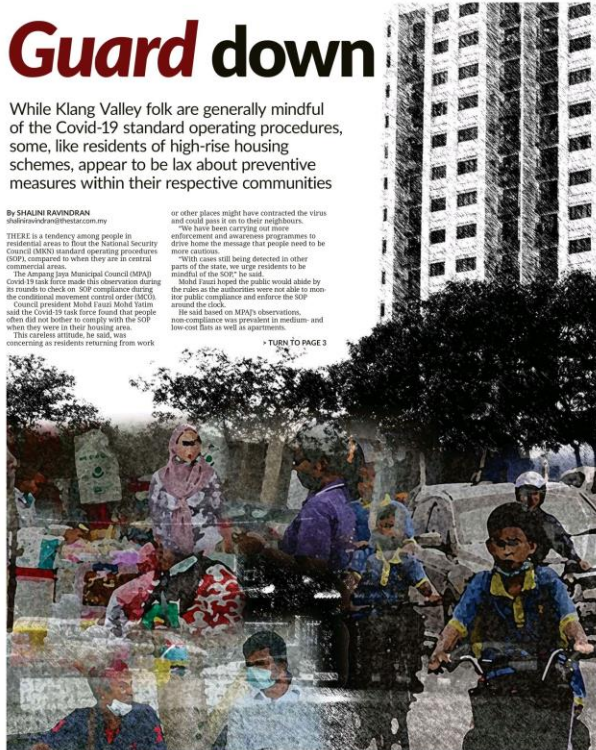 Guard down
While Klang Valley folk are generally mindful
of the Covid-19 standard operating procedures,
some, like residents of high-rise housing
schemes, appear to be lax about preventive
measures within their respective communities
By SHALINI RAVINDRAN
shaliniravindran@thestar.com.my
THERE is a tendency among people in
residential areas to flout the National Security
Council (MKN) standard operating procedures
(SOP), compared to when they are in central
commercial areas.
The Ampang Jaya Municipal Council (MPAJ)
Covid-19 task force made this observation during
its rounds to check on SOP compliance during
the conditional movement control order (MCO).
Council president Mohd Fauzi Mohd Yatim
said the Covid-19 task force found that people
often did not bother to comply with the SOP
when they were in their housing area.
This careless attitude, he said, was
concerning as residents returning from work
or other places might have contracted the virus
and could pass it on to their neighbours.
"We have been carrying out more
enforcement and awareness programmes to
drive home the message that people need to be
more cautious.
"With cases still being detected in other
parts of the state, we urge residents to be
mindful of the SOP," he said.
Mohd Fauzi hoped the public would abide by
the rules as the authorities were not able to mon-
itor public compliance and enforce the SOP
around the clock.
He said based on MPAJ's observations,
non-compliance was prevalent in medium- and
low-cost flats as well as apartments.
> TURN TO PAGE 3